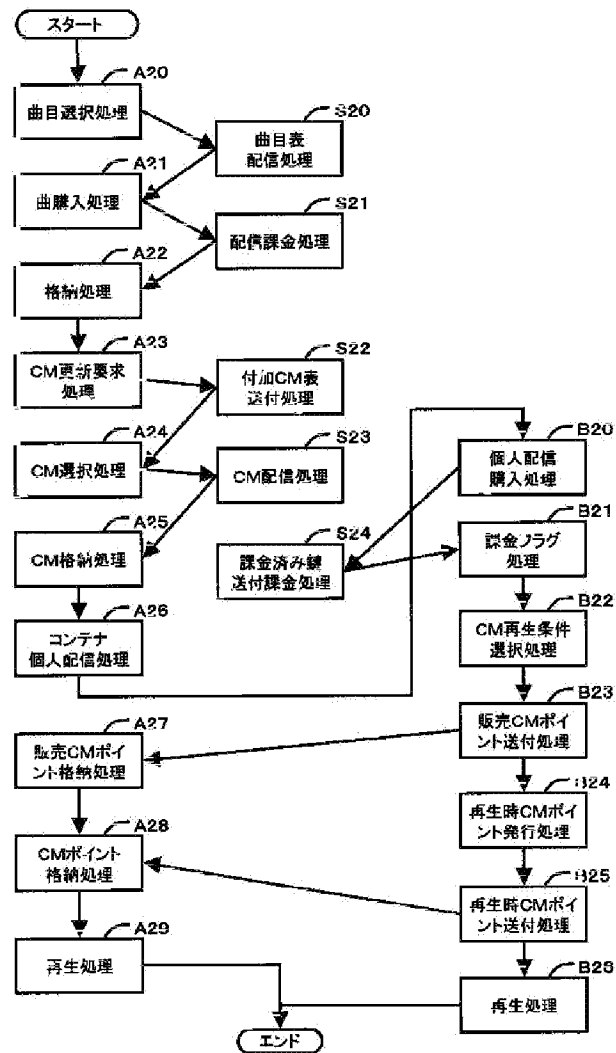 スタート
A20
曲目選択処理
S20
曲目表
配信処理
A21
曲購入処理
S21
配信課金処理
A22
格納処理
A23
CM更新要求
処理
S22
付加CM表
送付処理
A24
CM選択処理
S23
CM配信処理
B20
個人配信
購入処理
A25
CM格納処理
S24
課金済み鍵
送付課金処理
B21
課金フラグ
処理
A26
コンテナ
個人配信処理
B22
CM再生条件
選択処理
A27
販売CMポイ
ント格納処理
B23
販売CMポイ
ント送付処理
B24
再生時CMポイ
ント発行処理
A28
CMポイント
格納処理
B25
再生時CMポイ
ント送付処理
A29
再生処理
B26
再生処理
エンド